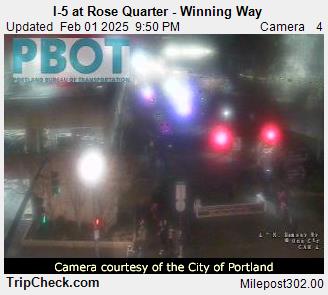 I-5 at Rose Quarter - Winning Way
Updated Feb 01 2025 9:50 PM Camera 4
PBOT
PORTLAND BUREAU OF TRANSPORTATION
Camera courtesy of the City of Portland
TripCheck.com Milepost302.00